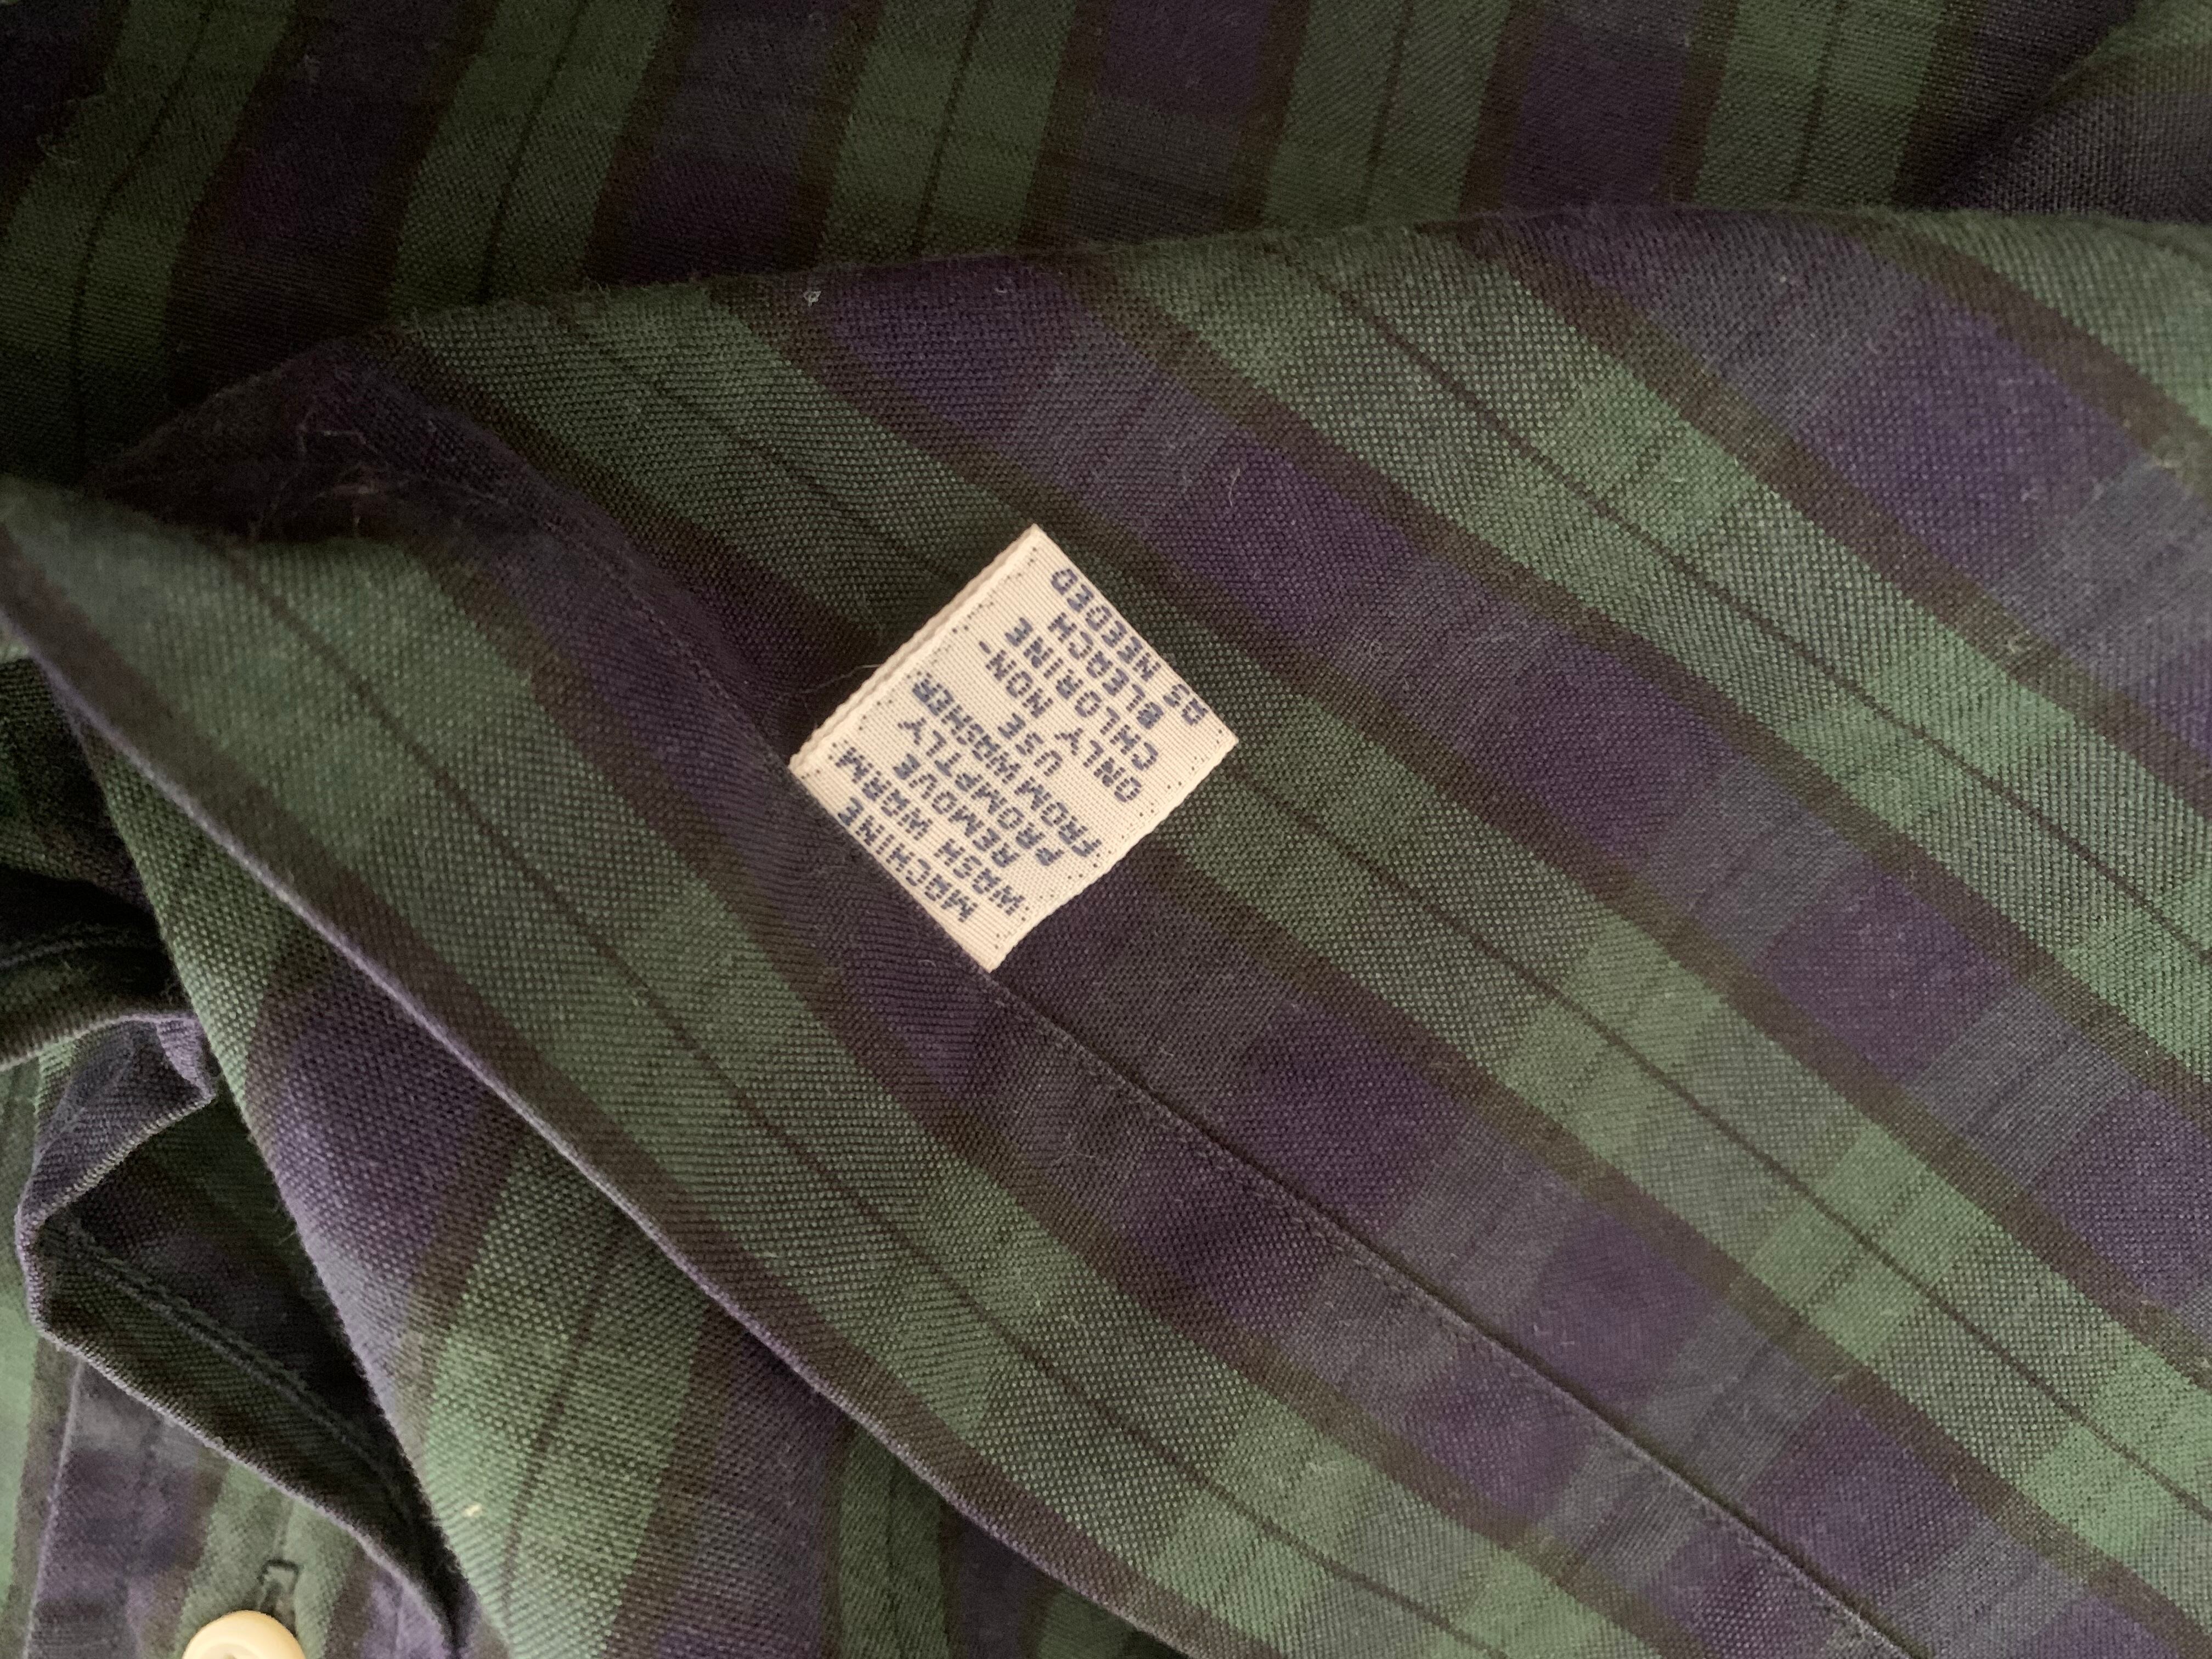 MACHINE
WASH WARM.
REMOVE
PROMPTLY
FROM WASHER.
USE NON-
ONLY
CHLORINE
BLEACH
AS NEEDED